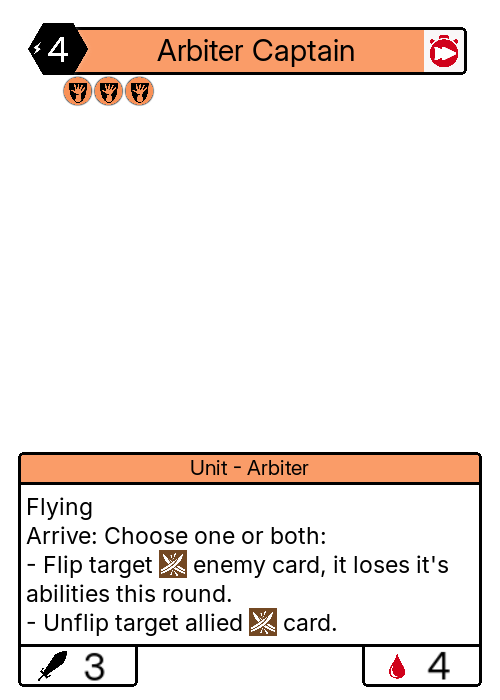 4 Arbiter Captain
Unit - Arbiter
Flying
Arrive: Choose one or both:
- Flip target enemy card, it loses it's
abilities this round.
- Unflip target allied card.
3 4